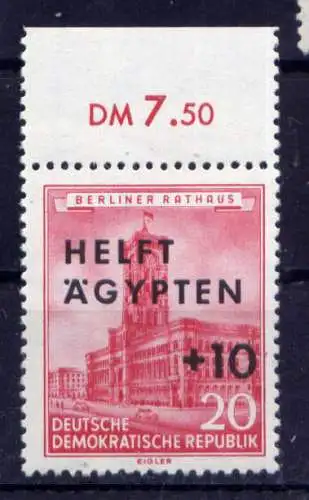 DM 7.50
BERLINER RATHAUS
HELFT
ÄGYPTEN
+10
20
DEUTSCHE
DEMOKRATISCHE REPUBLIK
EIGLER